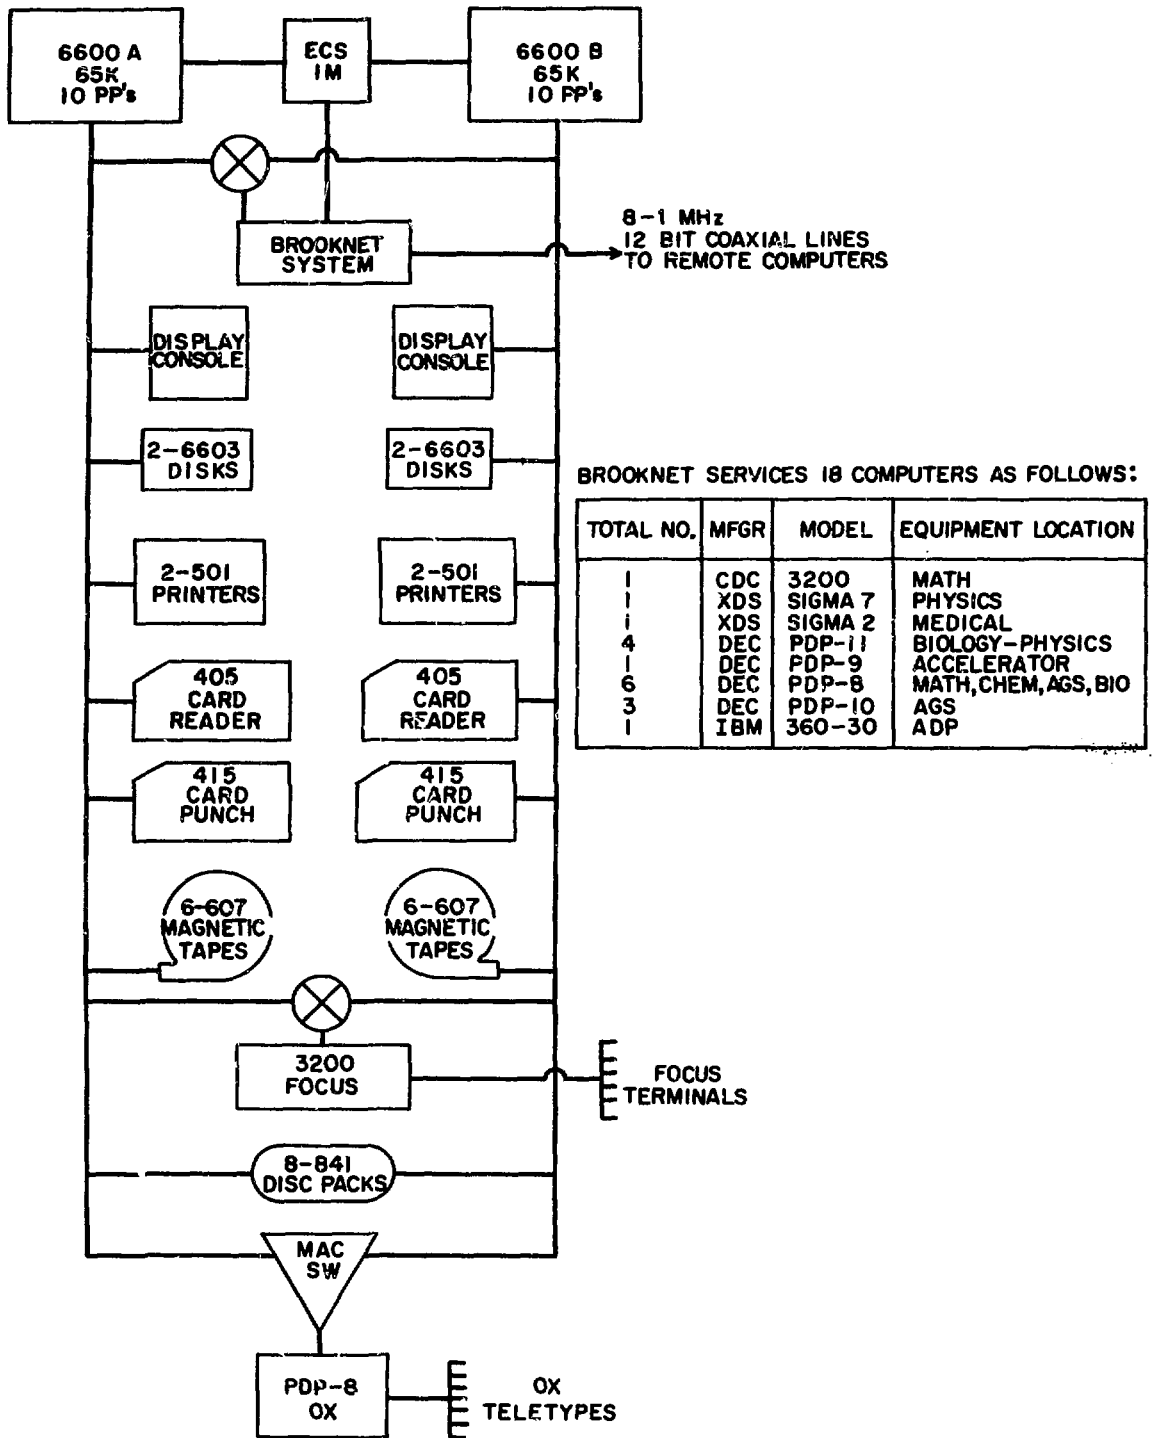 6600 A
65K
10 PP's
ECS
1M
6600 B
65K
10 PP's
BROOKNET
SYSTEM
8-1 MHz
12 BIT COAXIAL LINES
TO REMOTE COMPUTERS
DISPLAY
CONSOLE
DISPLAY
CONSOLE
2-6603
DISKS
2-6603
DISKS
2-501
PRINTERS
2-501
PRINTERS
405
CARD
READER
405
CARD
READER
415
CARD
PUNCH
415
CARD
PUNCH
6-607
MAGNETIC
TAPES
6-607
MAGNETIC
TAPES
3200
FOCUS
FOCUS
TERMINALS
8-841
DISC PACKS
MAC
SW
PDP-8
OX
OX
TELETYPES
BROOKNET SERVICES 18 COMPUTERS AS FOLLOWS:
TOTAL NO. MFGR MODEL EQUIPMENT LOCATION
1 CDC 3200 MATH
1 XDS SIGMA 7 PHYSICS
1 XDS SIGMA 2 MEDICAL
4 DEC PDP-11 BIOLOGY-PHYSICS
1 DEC PDP-9 ACCELERATOR
6 DEC PDP-8 MATH, CHEM, AGS, BIO
3 DEC PDP-10 AGS
1 IBM 360-30 ADP